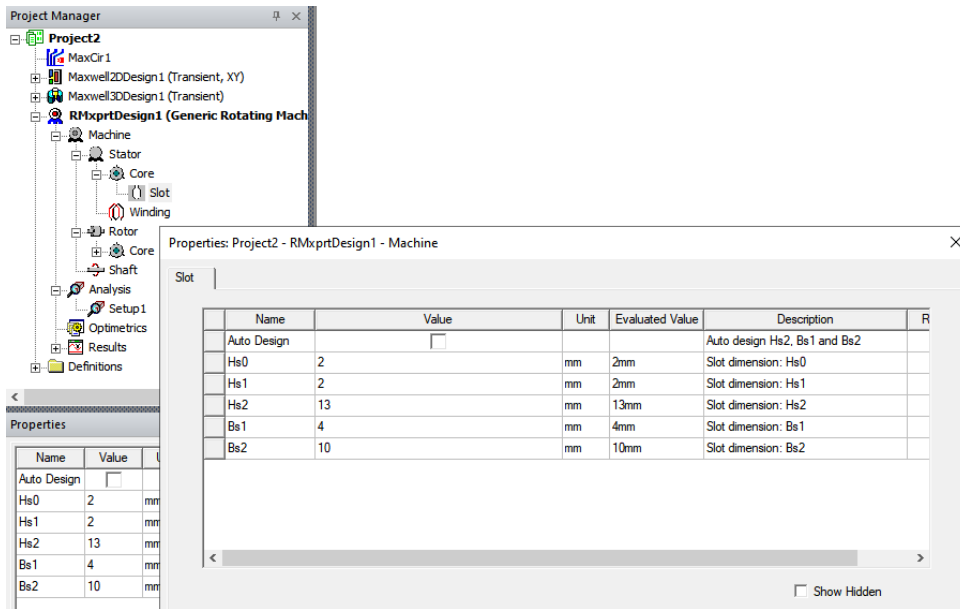 Project Manager
Project2
MaxCir1
Maxwell2DDesign1 (Transient, XY)
Maxwell3DDesign1 (Transient)
RMxprtDesign1 (Generic Rotating Mach
Machine
Stator
Core
Slot
Winding
Rotor
Core
Shaft
Analysis
Setup1
Optimetrics
Results
Definitions
Properties
Name Value U
Auto Design
Hs0 2 mm
Hs1 2 mm
Hs2 13 mm
Bs1 4 mm
Bs2 10 mm
Properties: Project2 - RMxprtDesign1 - Machine
Slot
Name Value Unit Evaluated Value Description R
Auto Design Auto design Hs2, Bs1 and Bs2
Hs0 2 mm 2mm Slot dimension: Hs0
Hs1 2 mm 2mm Slot dimension: Hs1
Hs2 13 mm 13mm Slot dimension: Hs2
Bs1 4 mm 4mm Slot dimension: Bs1
Bs2 10 mm 10mm Slot dimension: Bs2
Show Hidden